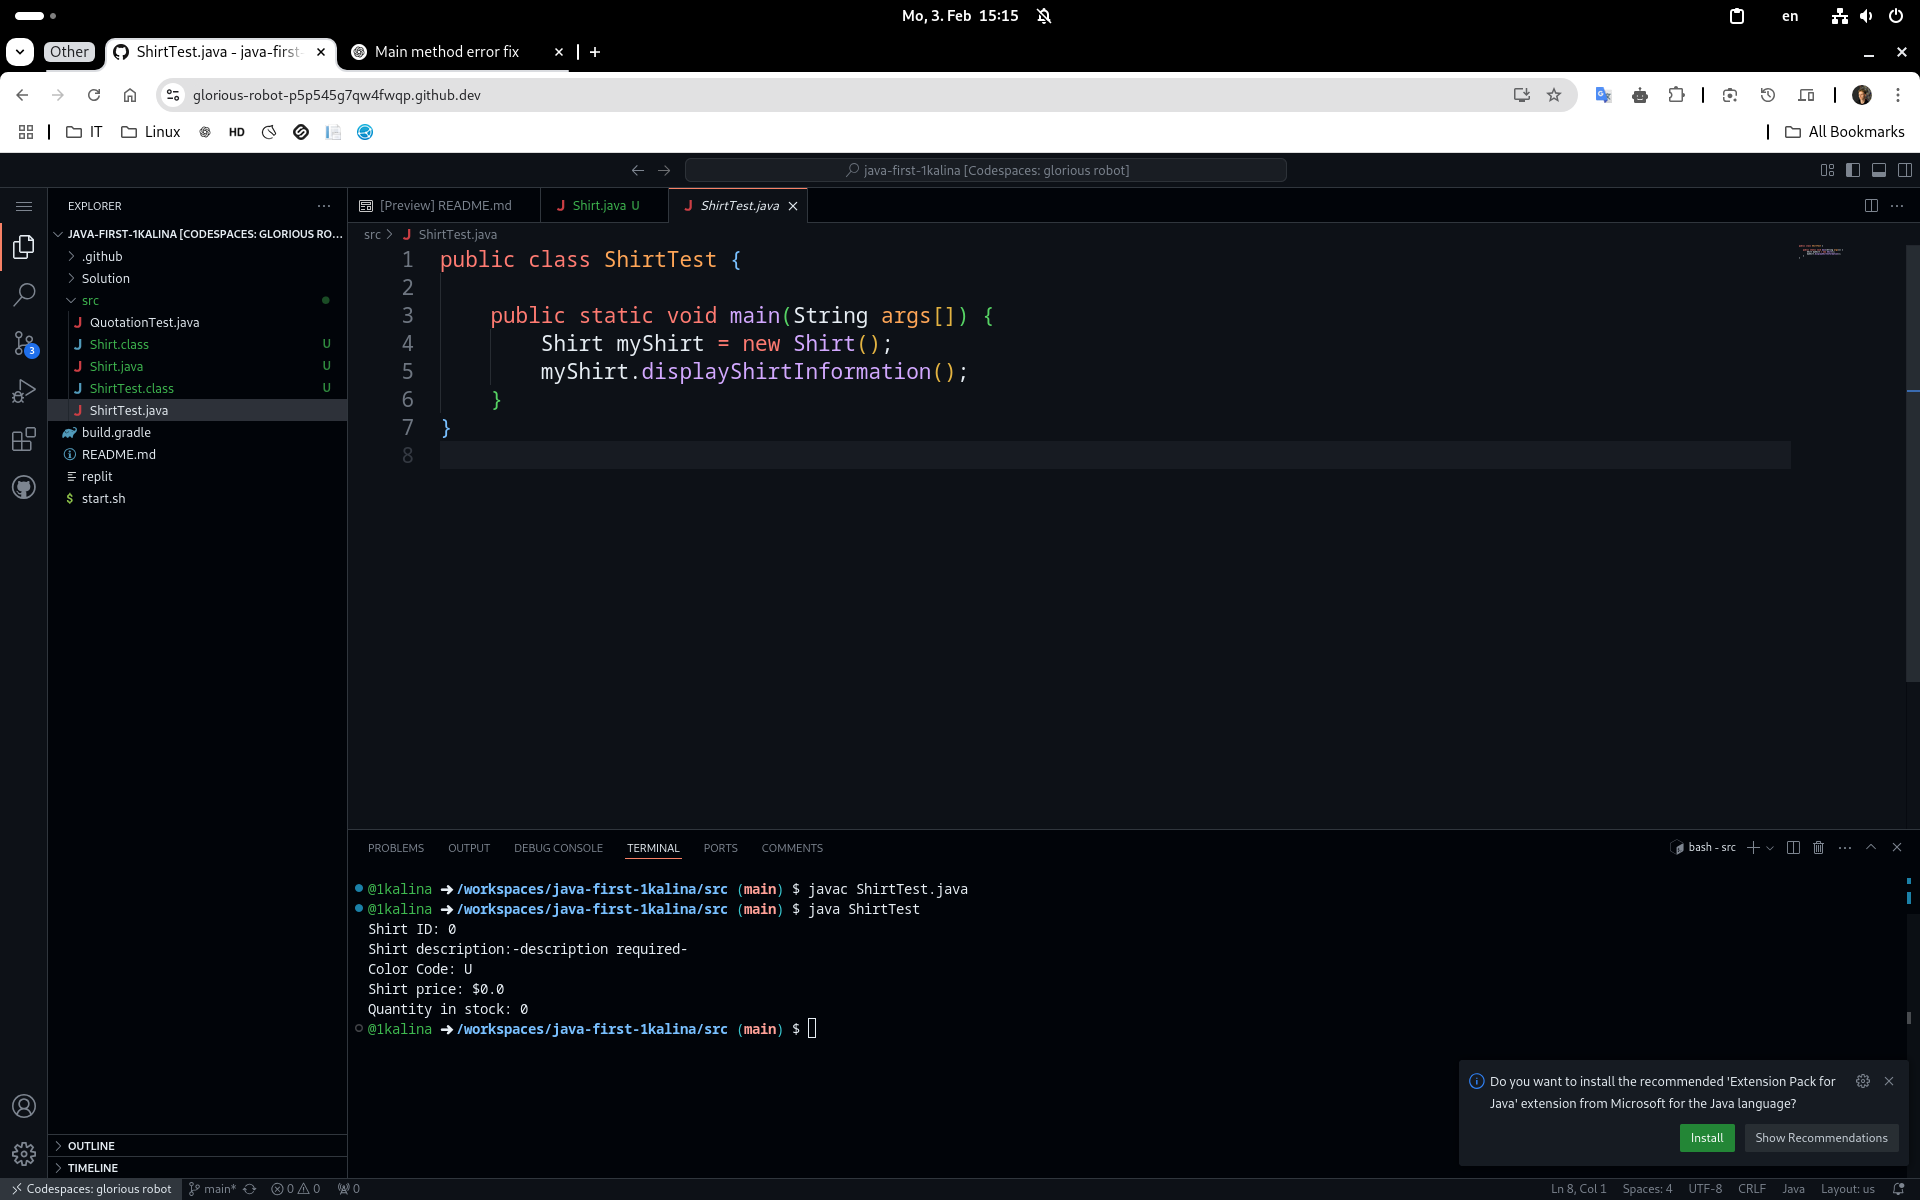 Mo, 3. Feb 15:15
en
Other
ShirtTest.java - java-first-
Main method error fix
glorious-robot-p5p545g7qw4fwqp.github.dev
IT
Linux
HD
All Bookmarks
java-first-1kalina [Codespaces: glorious robot]
EXPLORER
[Preview] README.md
Shirt.java U
ShirtTest.java
JAVA-FIRST-1KALINA [CODESPACES: GLORIOUS RO...
src > ShirtTest.java
.github
Solution
src
QuotationTest.java
Shirt.class U
Shirt.java U
3
ShirtTest.class U
ShirtTest.java
build.gradle
README.md
replit
start.sh
1 public class ShirtTest {
2
3 public static void main(String args[]) {
4 Shirt myShirt = new Shirt();
5 myShirt.displayShirtInformation();
6 }
7 }
8
PROBLEMS OUTPUT DEBUG CONSOLE TERMINAL PORTS COMMENTS
bash - src
@1kalina ➜ /workspaces/java-first-1kalina/src (main) $ javac ShirtTest.java
@1kalina ➜ /workspaces/java-first-1kalina/src (main) $ java ShirtTest
Shirt ID: 0
Shirt description:-description required-
Color Code: U
Shirt price: $0.0
Quantity in stock: 0
@1kalina ➜ /workspaces/java-first-1kalina/src (main) $
Do you want to install the recommended 'Extension Pack for
Java' extension from Microsoft for the Java language?
Install
Show Recommendations
OUTLINE
TIMELINE
Codespaces: glorious robot
main*
0 0
0
Ln 8, Col 1
Spaces: 4
UTF-8
CRLF
Java
Layout: us